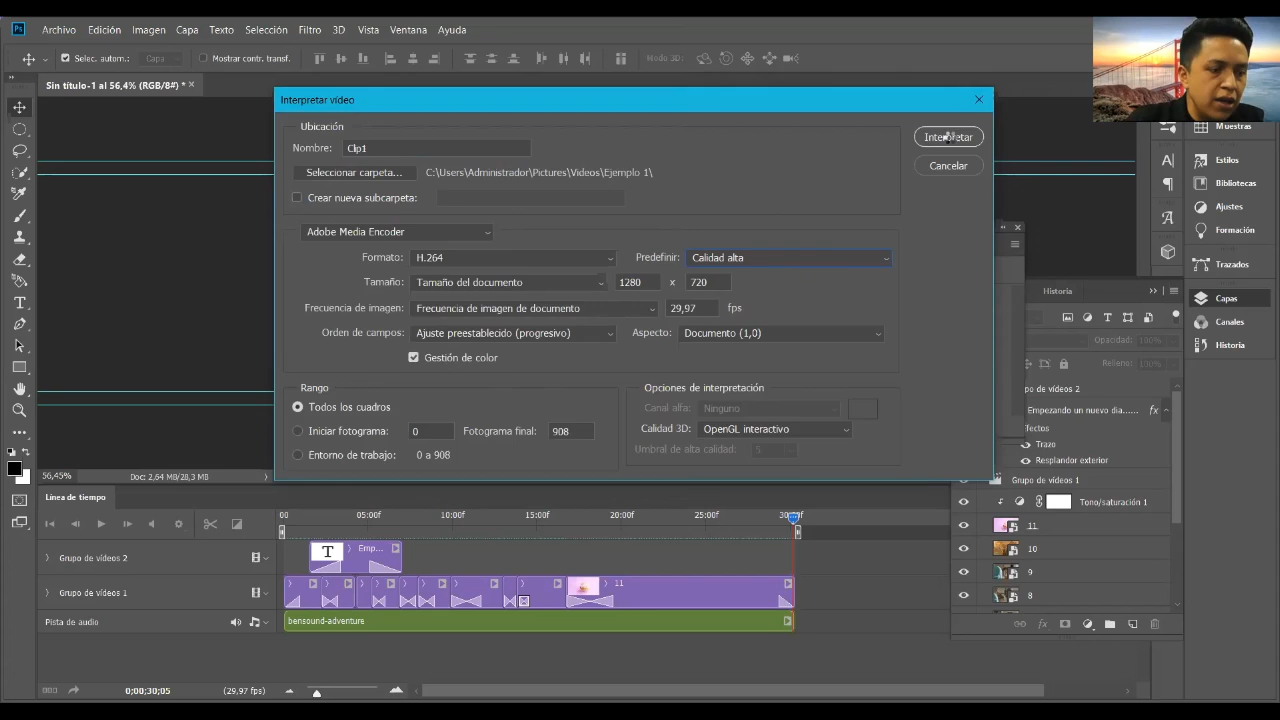 Ps Archivo Edición Imagen Capa Texto Selección Filtro 3D Vista Ventana Ayuda
Selec. autom.: Capa Mostrar contr. transf. Modo 3D:
Sin título-1 al 56,4% (RGB/8#) * ×
Interpretar vídeo
Ubicación
Nombre: Clip1
Interpretar
Seleccionar carpeta... C:\Users\Administrador\Pictures\Videos\Ejemplo 1\
Cancelar
Crear nueva subcarpeta:
Adobe Media Encoder
Formato: H.264 Predefinir: Calidad alta
Tamaño: Tamaño del documento 1280 x 720
Frecuencia de imagen: Frecuencia de imagen de documento 29,97 fps
Orden de campos: Ajuste preestablecido (progresivo) Aspecto: Documento (1,0)
Gestión de color
Rango
Todos los cuadros
Iniciar fotograma: 0 Fotograma final: 908
Entorno de trabajo: 0 a 908
Opciones de interpretación
Canal alfa: Ninguno
Calidad 3D: OpenGL interactivo
Umbral de alta calidad: 5
Muestras
Estilos
Bibliotecas
Ajustes
Formación
Trazados
Capas
Canales
Historia
Historia
Opacidad: 100%
Relleno: 100%
de vídeos 2
Empezando un nuevo dia... fx
Efectos
Trazo
Resplandor exterior
Grupo de vídeos 1
Tono/saturación 1
11
10
9
8
fx
56,45% Doc: 2,64 MB/28,3 MB
Línea de tiempo
00 05:00f 10:00f 15:00f 20:00f 25:00f 30:00f
Grupo de vídeos 2 T Emp...
Grupo de vídeos 1 11
Pista de audio bensound-adventure
0;00;30;05 (29,97 fps)